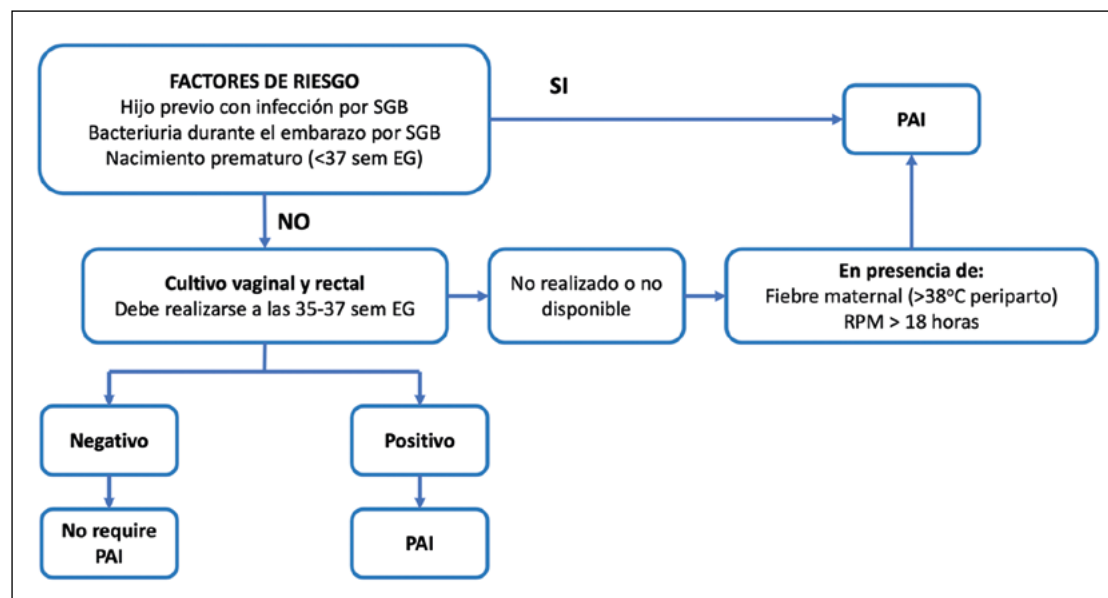 FACTORES DE RIESGO
Hijo previo con infección por SGB
Bacteriuria durante el embarazo por SGB
Nacimiento prematuro (<37 sem EG)
SI
PAI
NO
Cultivo vaginal y rectal
Debe realizarse a las 35-37 sem EG
No realizado o no
disponible
En presencia de:
Fiebre maternal (>38ºC periparto)
RPM > 18 horas
Negativo
Positivo
No require
PAI
PAI